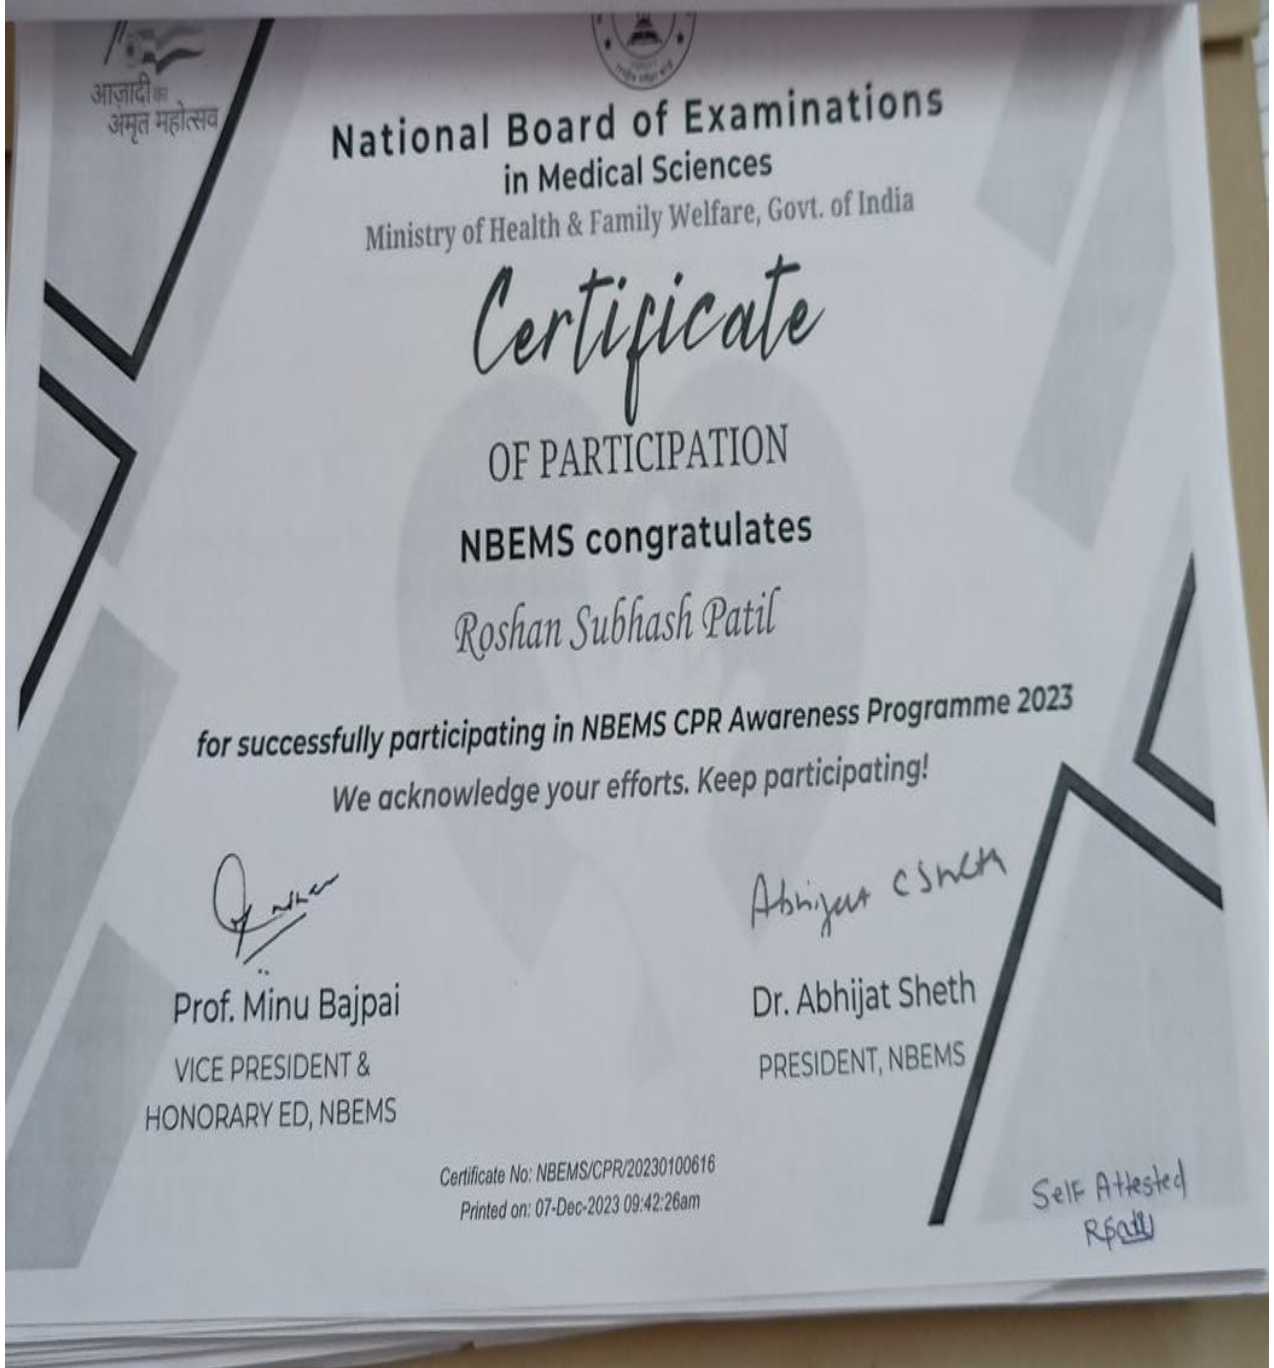 आज़ादी का
अमृत महोत्सव
National Board of Examinations
in Medical Sciences
Ministry of Health & Family Welfare, Govt. of India
Certificate
OF PARTICIPATION
NBEMS congratulates
Roshan Subhash Patil
for successfully participating in NBEMS CPR Awareness Programme 2023
We acknowledge your efforts. Keep participating!
Abhijat C Sheth
Prof. Minu Bajpai
VICE PRESIDENT &
HONORARY ED, NBEMS
Dr. Abhijat Sheth
PRESIDENT, NBEMS
Certificate No: NBEMS/CPR/20230100616
Printed on: 07-Dec-2023 09:42:26am
Self Attested